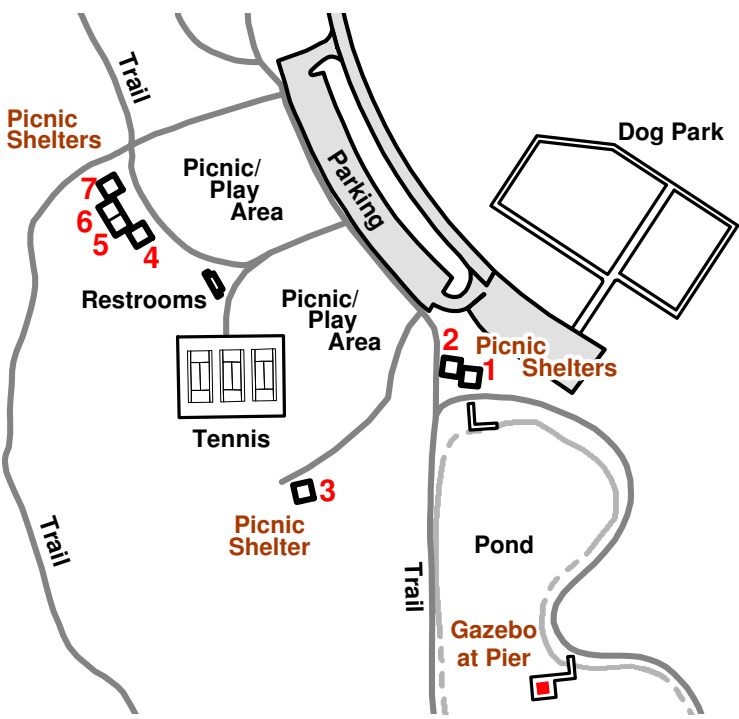 Trail
Picnic
Shelters
Dog Park
Picnic/
Play
Area
Parking
7
6
5
4
Restrooms
Picnic/
Play
Area
2
1
Picnic
Shelters
Tennis
3
Picnic
Shelter
Trail
Pond
Trail
Gazebo
at Pier